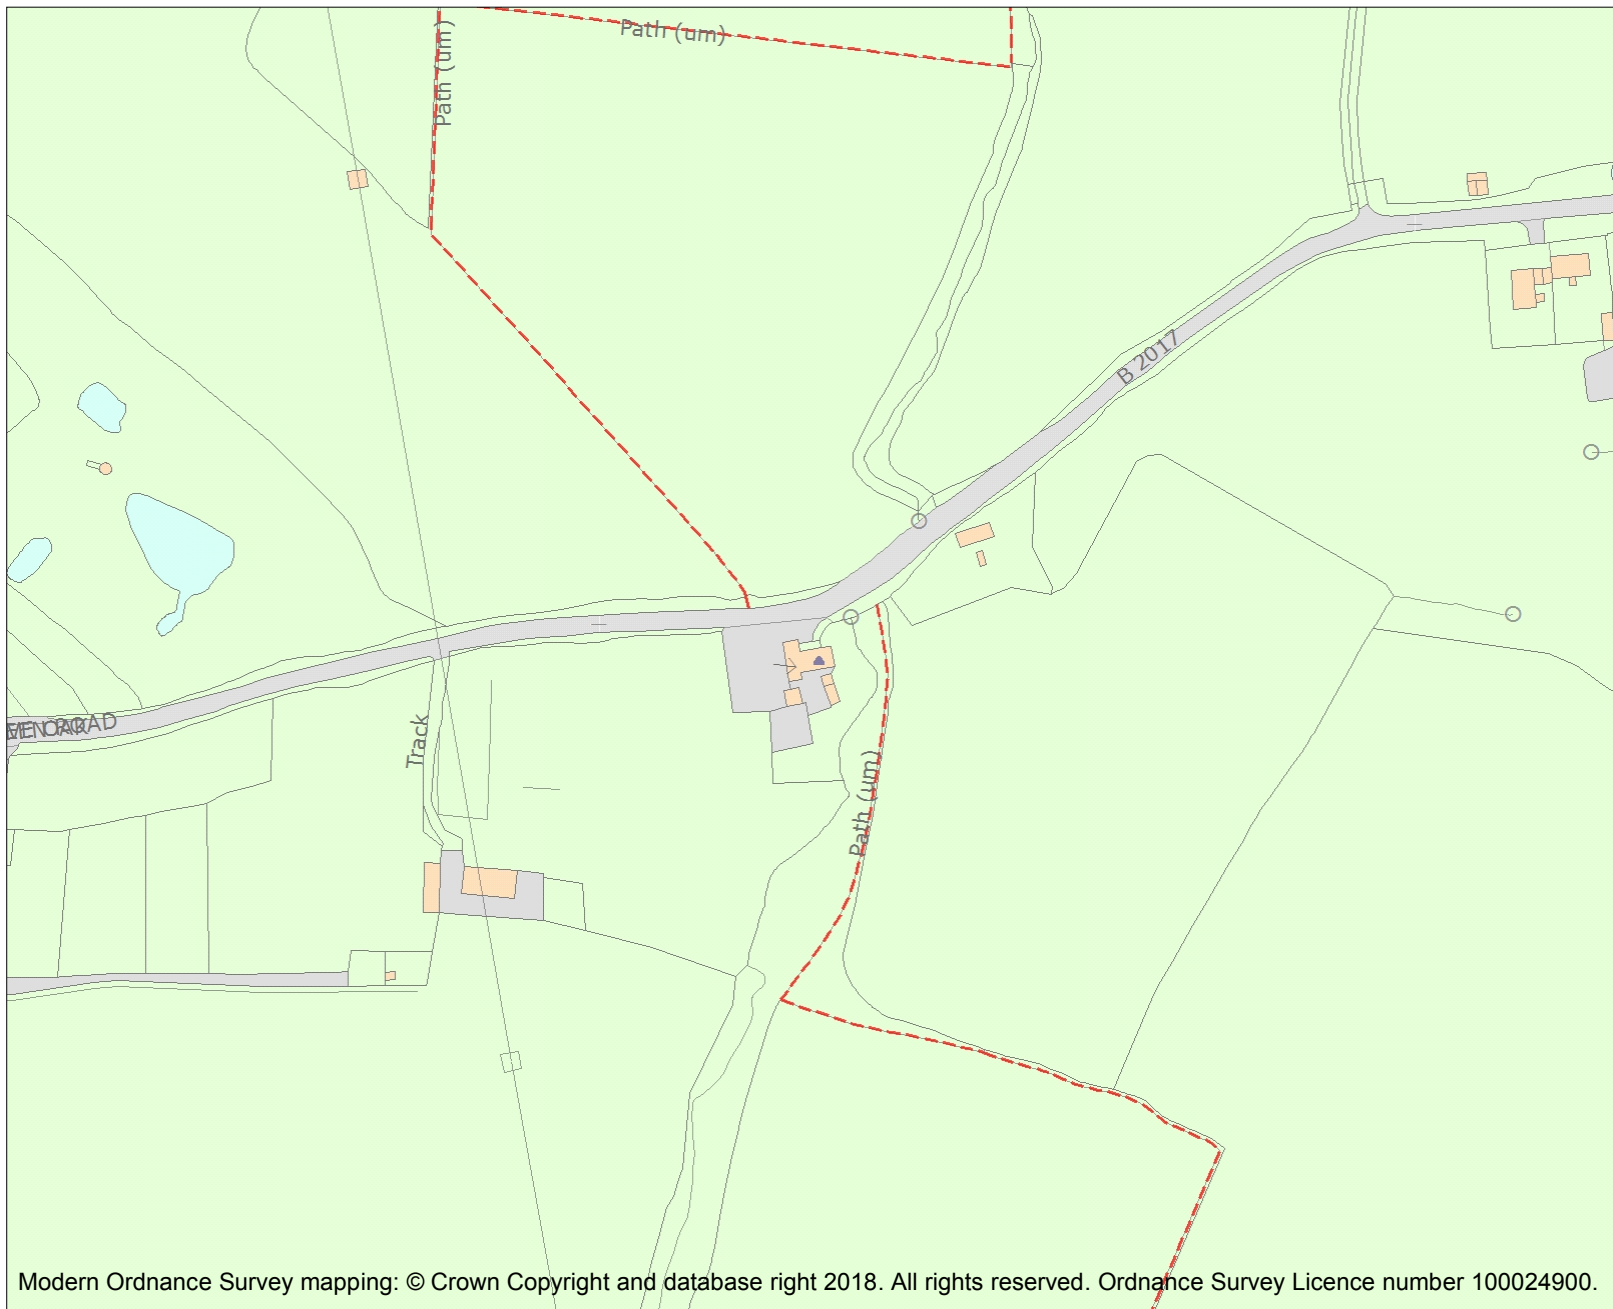 Path (um)
Path (um)
B 2017
ROAD
Track
Path (um)
Modern Ordnance Survey mapping: © Crown Copyright and database right 2018. All rights reserved. Ordnance Survey Licence number 100024900.